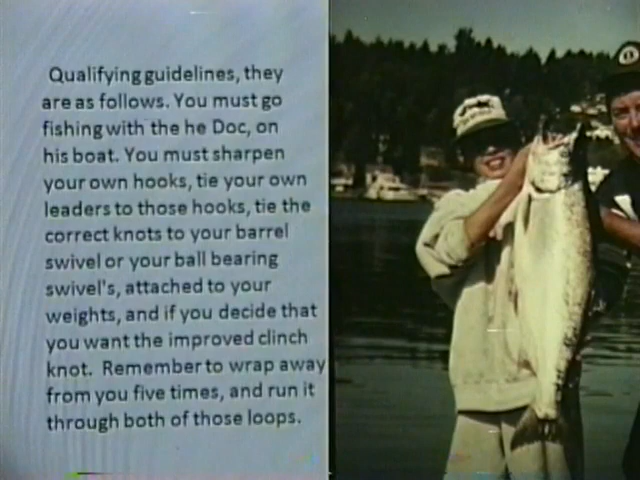 Qualifying guidelines, they
are as follows. You must go
fishing with the he Doc, on
his boat. You must sharpen
your own hooks, tie your own
leaders to those hooks, tie the
correct knots to your barrel
swivel or your ball bearing
swivel's, attached to your
weights, and if you decide that
you want the improved clinch
knot. Remember to wrap away
from you five times, and run it
through both of those loops.